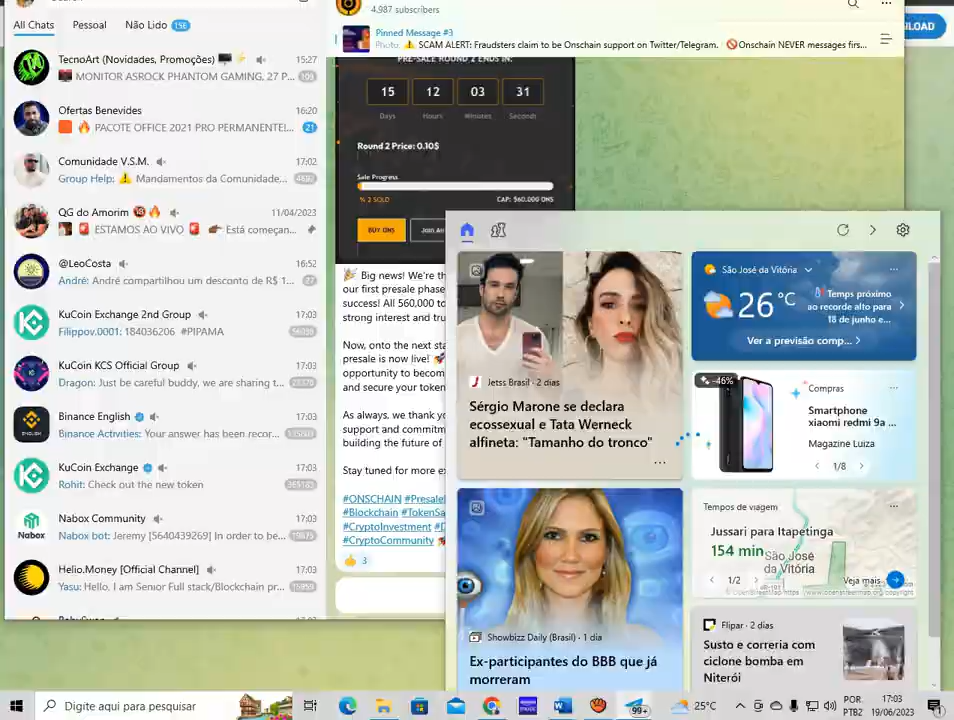 4,987 subscribers
LOAD
All Chats
Pessoal
Não Lido 158
Pinned Message #3
Photo: ⚠️ SCAM ALERT: Fraudsters claim to be Onschain support on Twitter/Telegram. 🚫Onschain NEVER messages firs...
TecnoArt (Novidades, Promoções) 🖥️⚡ 15:27
MONITOR ASROCK PHANTOM GAMING, 27 P...
Ofertas Benevides 16:20
🔥 PACOTE OFFICE 2021 PRO PERMANENTE!... 21
Comunidade V.S.M. 17:02
Group Help: ⚠️ Mandamentos da Comunidade...
QG do Amorim 🔞🔥 11/04/2023
🚨 ESTAMOS AO VIVO 🚨 Está começan...
@LeoCosta 16:52
André: André compartilhou um desconto de R$ 1... 27
KuCoin Exchange 2nd Group 17:03
Filippov.0001: 184036206 #PIPAMA
KuCoin KCS Official Group 17:03
Dragon: Just be careful buddy, we are sharing t...
Binance English 17:03
Binance Activities: Your answer has been recor...
KuCoin Exchange 17:03
Rohit: Check out the new token
Nabox Community 17:03
Nabox
Nabox bot: Jeremy [5640439269] In order to be...
Helio.Money [Official Channel] 17:03
Yasu: Hello, I am Senior Full stack/Blockchain pr...
PRE-SALE ROUND 2 ENDS IN:
15 12 03 31
Days Hours Minutes Seconds
Round 2 Price: 0.10$
Sale Progress
% 2 SOLD CAP: 560.000 ONS
BUY ONS
Join Ai
🎉 Big news! We're th
our first presale phase
success! All 560,000 to
strong interest and tru
Now, onto the next sta
presale is now live! 🚀
opportunity to becom
and secure your token
As always, we thank yo
support and commitm
building the future of
Stay tuned for more ex
#ONSCHAIN #Presale
#Blockchain #TokenSa
#CryptoInvestment #D
#CryptoCommunity
👍 3
Jetss Brasil · 2 dias
Sérgio Marone se declara
ecossexual e Tata Werneck
alfineta: "Tamanho do tronco"
São José da Vitória
26 °C
Temps próximo
ao recorde alto para
18 de junho e...
Ver a previsão comp...
-46%
Compras
Smartphone
xiaomi redmi 9a ...
Magazine Luiza
1/8
Tempos de viagem
Jussari para Itapetinga
154 min
São José
da Vitória
1/2
Veja mais
Showbizz Daily (Brasil) · 1 dia
Ex-participantes do BBB que já
morreram
Flipar · 2 dias
Susto e correria com
ciclone bomba em
Niterói
Digite aqui para pesquisar
99+
25°C
POR
PTB2
17:03
19/06/2023